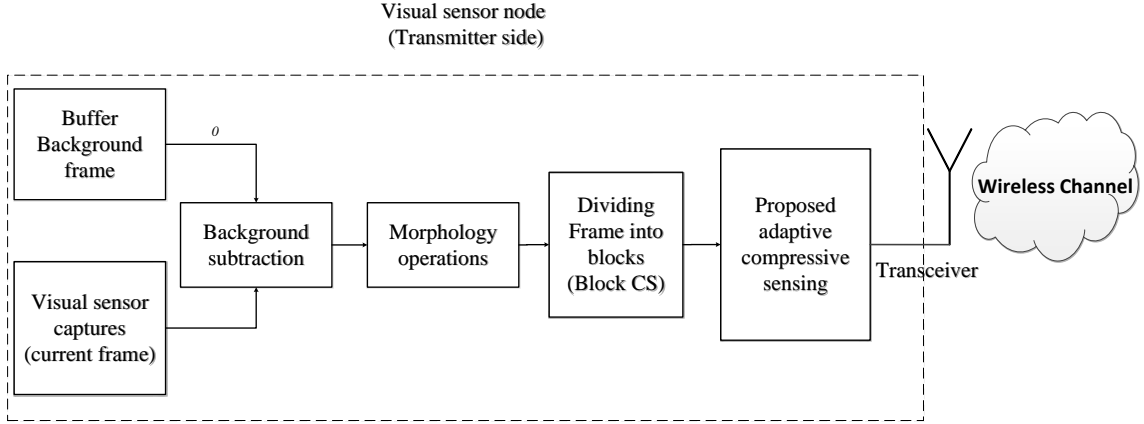 Visual sensor node
(Transmitter side)
Buffer
Background
frame
0
Visual sensor
captures
(current frame)
Background
subtraction
Morphology
operations
Dividing
Frame into
blocks
(Block CS)
Proposed
adaptive
compressive
sensing
Transceiver
Wireless Channel